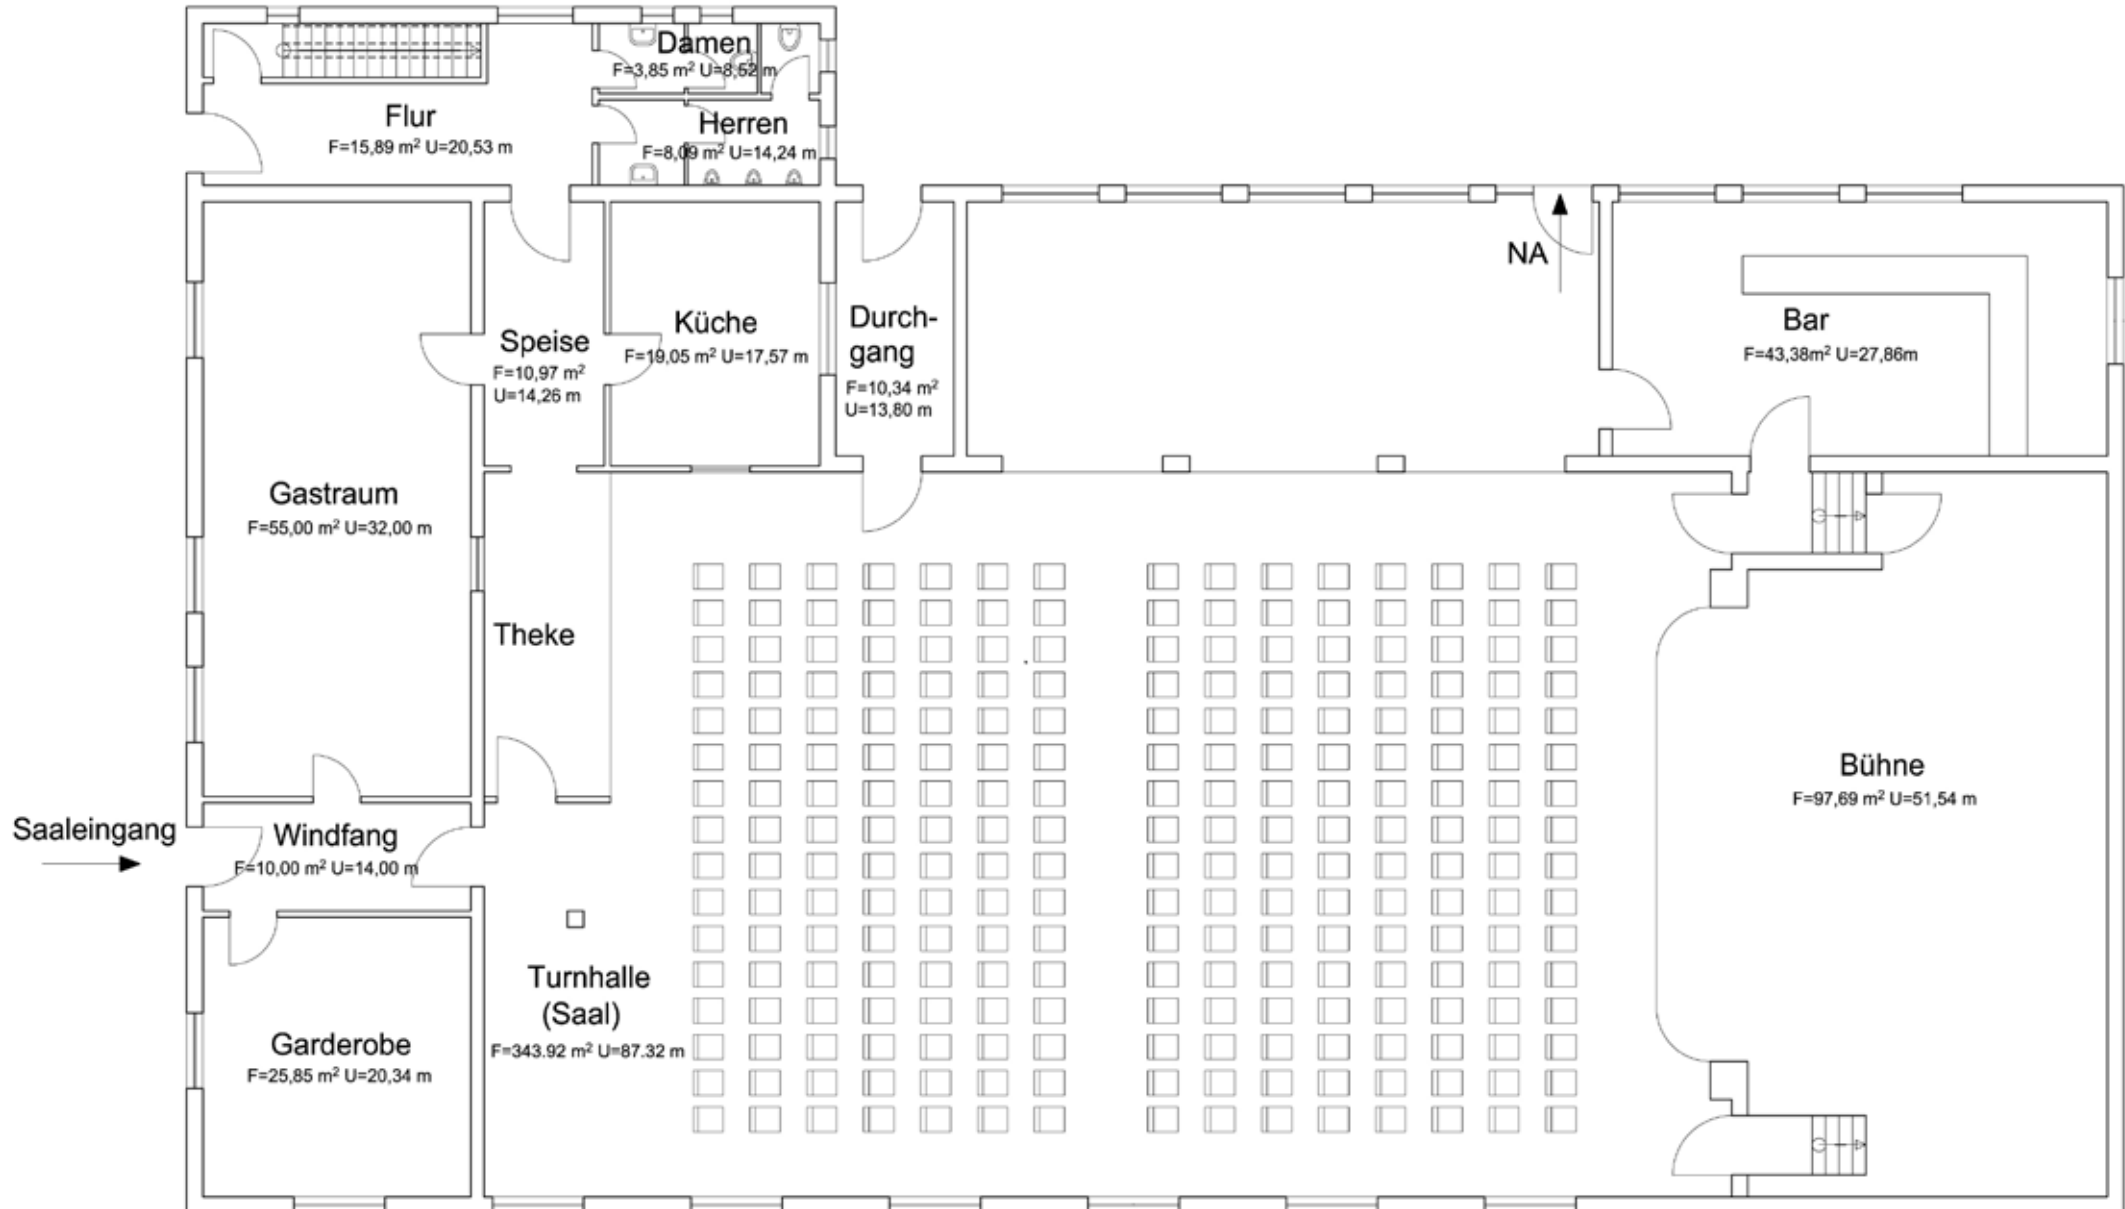 Damen
F=3,85 m² U=8,52 m
Flur
F=15,89 m² U=20,53 m
Herren
F=8,09 m² U=14,24 m
NA
Speise
F=10,97 m²
U=14,26 m
Küche
F=19,05 m² U=17,57 m
Durch-
gang
F=10,34 m²
U=13,80 m
Bar
F=43,38m² U=27,86m
Gastraum
F=55,00 m² U=32,00 m
Theke
Bühne
F=97,69 m² U=51,54 m
Saaleingang
Windfang
F=10,00 m² U=14,00 m
Turnhalle
(Saal)
F=343.92 m² U=87.32 m
Garderobe
F=25,85 m² U=20,34 m